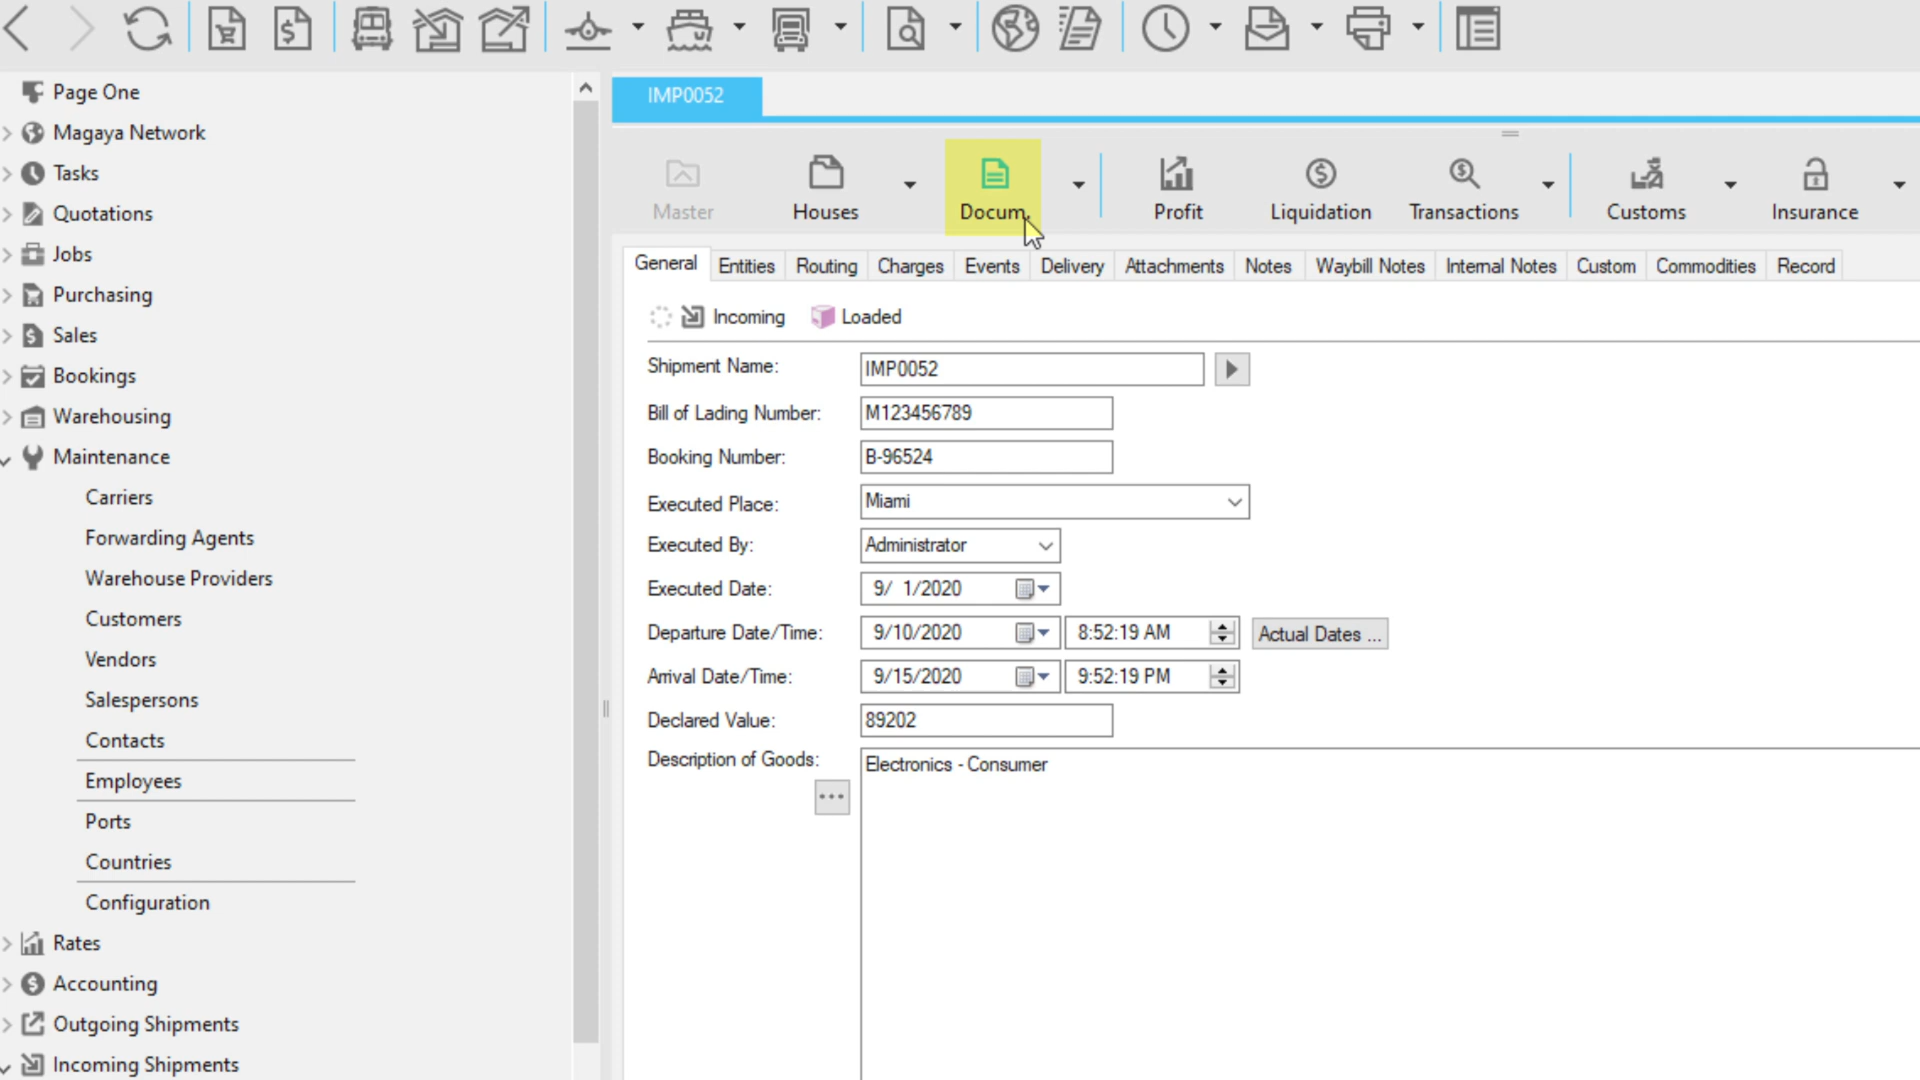 Page One
Magaya Network
Tasks
Quotations
Jobs
Purchasing
Sales
Bookings
Warehousing
Maintenance
Carriers
Forwarding Agents
Warehouse Providers
Customers
Vendors
Salespersons
Contacts
Employees
Ports
Countries
Configuration
Rates
Accounting
Outgoing Shipments
Incoming Shipments
IMP0052
Master Houses Docum. Profit Liquidation Transactions Customs Insurance
General Entities Routing Charges Events Delivery Attachments Notes Waybill Notes Internal Notes Custom Commodities Record
Incoming Loaded
Shipment Name: IMP0052
Bill of Lading Number: M123456789
Booking Number: B-96524
Executed Place: Miami
Executed By: Administrator
Executed Date: 9/ 1/2020
Departure Date/Time: 9/10/2020 8:52:19 AM Actual Dates ...
Arrival Date/Time: 9/15/2020 9:52:19 PM
Declared Value: 89202
Description of Goods: Electronics - Consumer